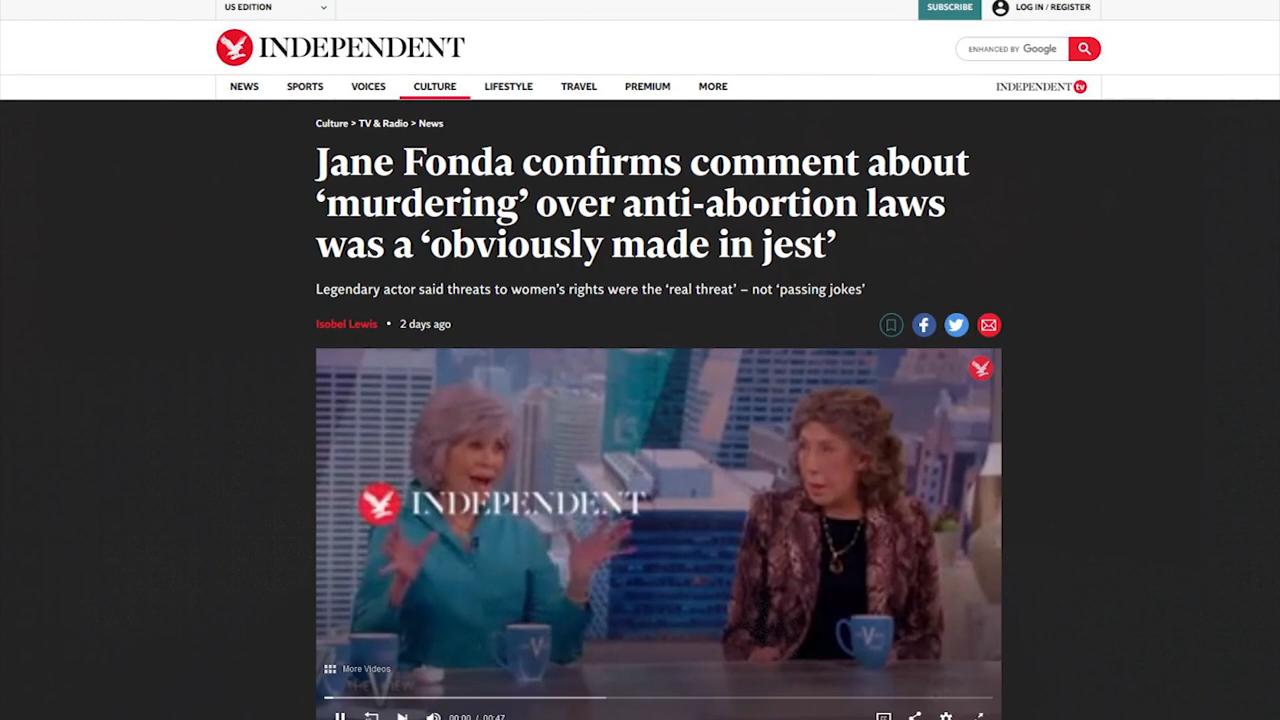 US EDITION
SUBSCRIBE
LOG IN / REGISTER
INDEPENDENT
ENHANCED BY Google
NEWS SPORTS VOICES CULTURE LIFESTYLE TRAVEL PREMIUM MORE
INDEPENDENT tv
Culture > TV & Radio > News
Jane Fonda confirms comment about
‘murdering’ over anti-abortion laws
was a ‘obviously made in jest’
Legendary actor said threats to women’s rights were the ‘real threat’ – not ‘passing jokes’
Isobel Lewis • 2 days ago
INDEPENDENT
V
More Videos
THE VIEW
00:00 / 00:47